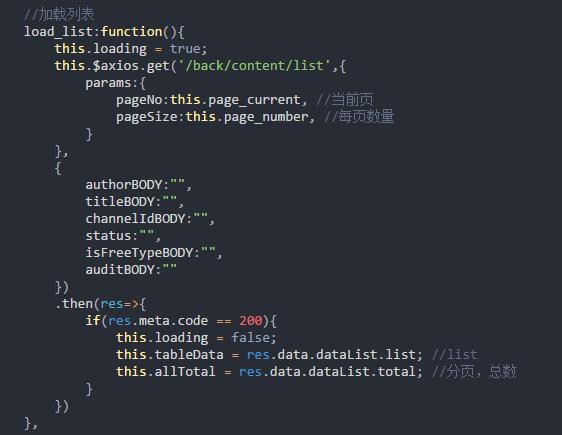 //加载列表
load_list:function(){
this.loading = true;
this.$axios.get('/back/content/list',{
params:{
pageNo:this.page_current, //当前页
pageSize:this.page_number, //每页数量
}
},
{
authorBODY:"",
titleBODY:"",
channelIdBODY:"",
status:"",
isFreeTypeBODY:"",
auditBODY:""
})
.then(res=>{
if(res.meta.code == 200){
this.loading = false;
this.tableData = res.data.dataList.list; //list
this.allTotal = res.data.dataList.total; //分页，总数
}
})
},